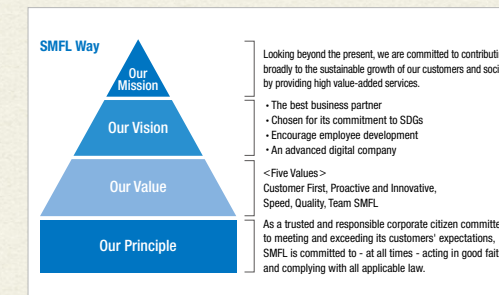 SMFL Way
Our
Mission
Looking beyond the present, we are committed to
broadly to the sustainable growth of our customers and
by providing high value-added services.
Our Vision
• The best business partner
• Chosen for its commitment to SDGs
• Encourage employee development
• An advanced digital company
Our Value
<Five Values>
Customer First, Proactive and Innovative,
Speed, Quality, Team SMFL
Our Principle
As a trusted and responsible corporate citizen
to meeting and exceeding its customers' expectations,
SMFL is committed to - at all times - acting in good
and complying with all applicable law.